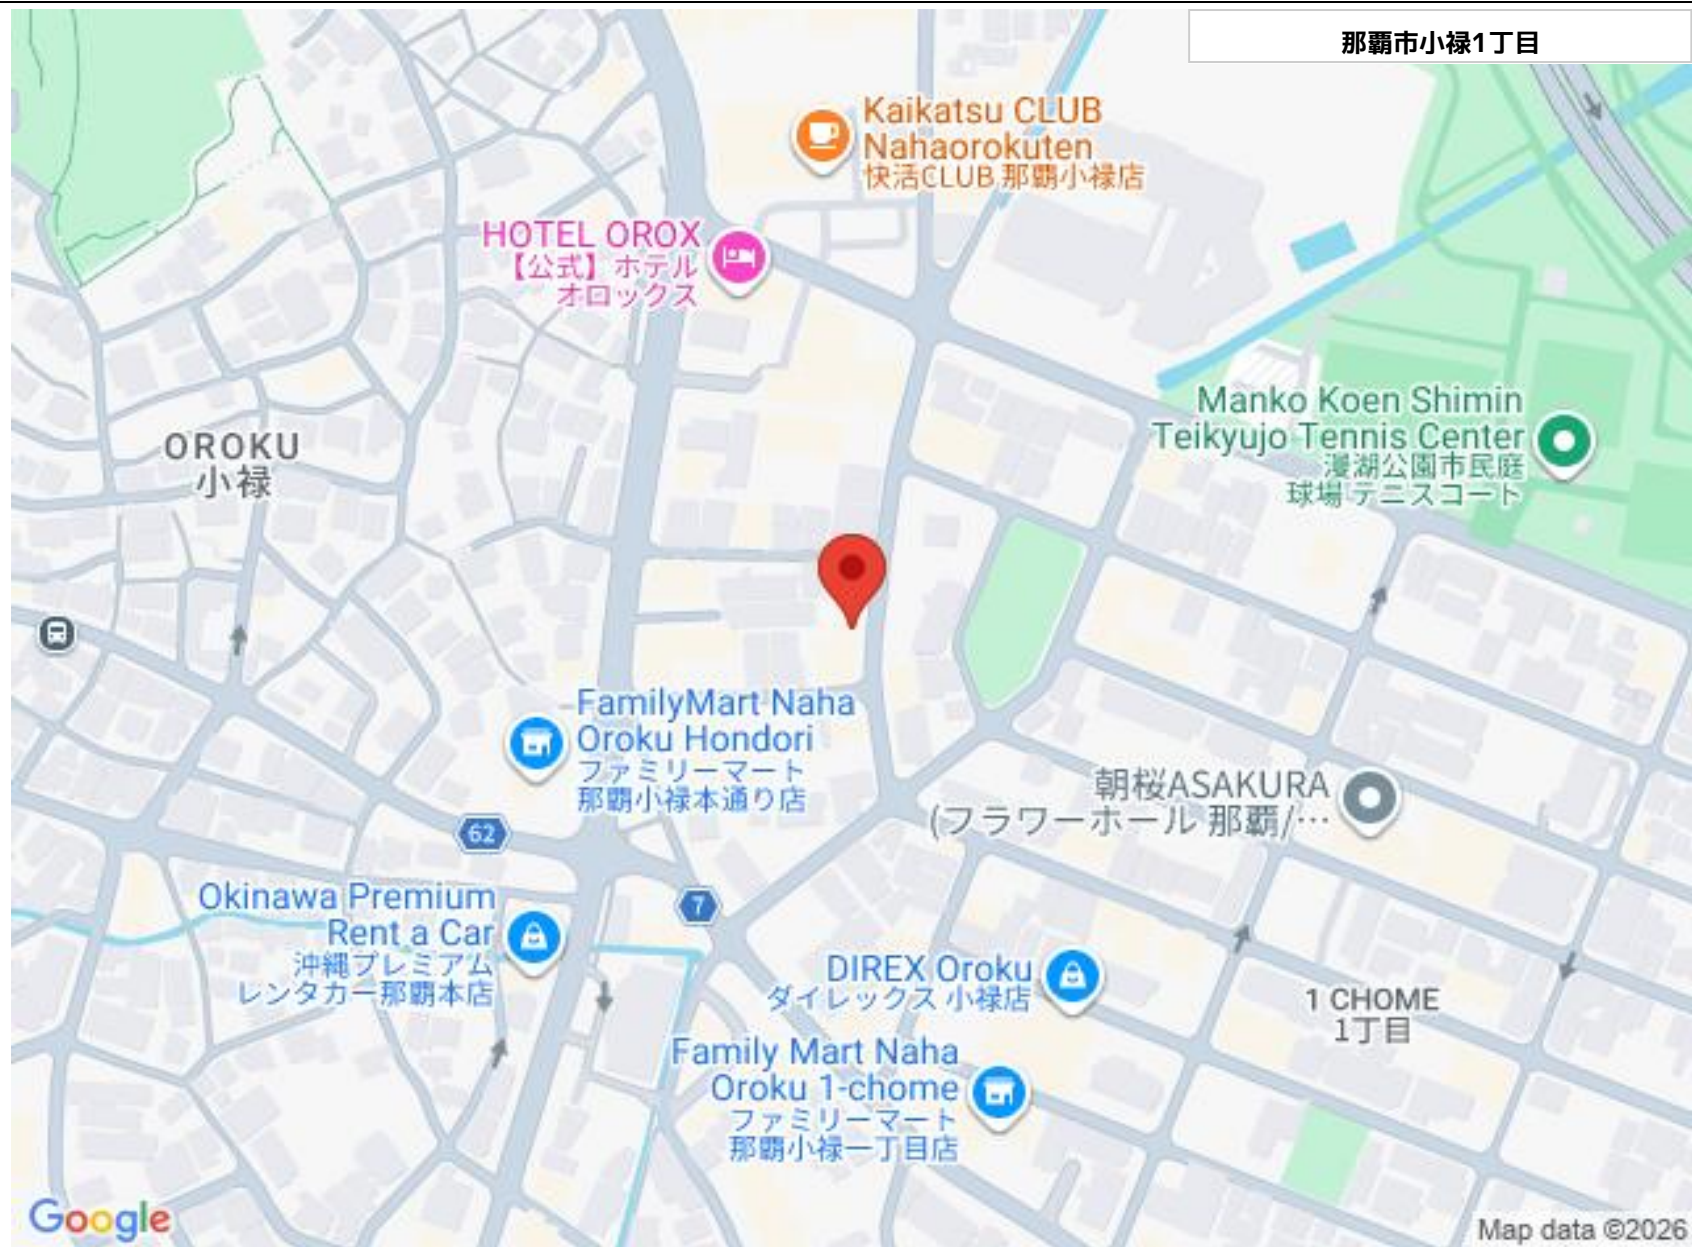 那覇市小禄1丁目
Kaikatsu CLUB
Nahaorokuten
快活CLUB 那覇小禄店
HOTEL OROX
【公式】ホテル
オロックス
Manko Koen Shimin
Teikyujo Tennis Center
漫湖公園市民庭
球場 テニスコート
OROKU
小禄
FamilyMart Naha
Oroku Hondori
ファミリーマート
那覇小禄本通り店
朝桜ASAKURA
(フラワーホール 那覇/…
62
7
Okinawa Premium
Rent a Car
沖縄プレミアム
レンタカー那覇本店
DIREX Oroku
ダイレックス 小禄店
1 CHOME
1丁目
Family Mart Naha
Oroku 1-chome
ファミリーマート
那覇小禄一丁目店
Google
Map data ©2026